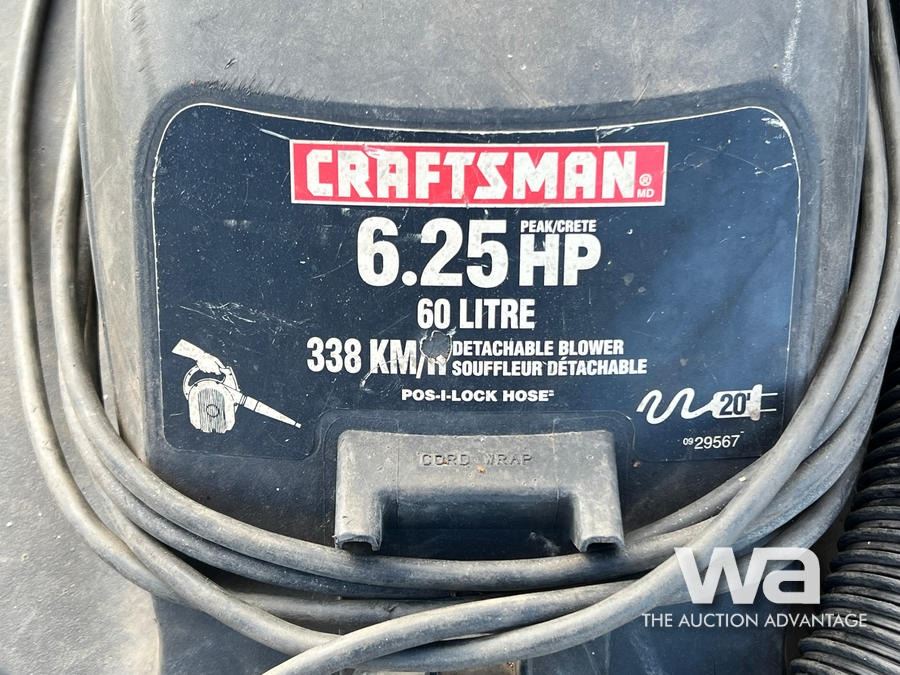 CRAFTSMAN®
MD
PEAK/CRETE
6.25 HP
60 LITRE
338 KM/H DETACHABLE BLOWER
SOUFFLEUR DÉTACHABLE
POS-I-LOCK HOSE
20'
09 29567
CORD WRAP
wa
THE AUCTION ADVANTAGE